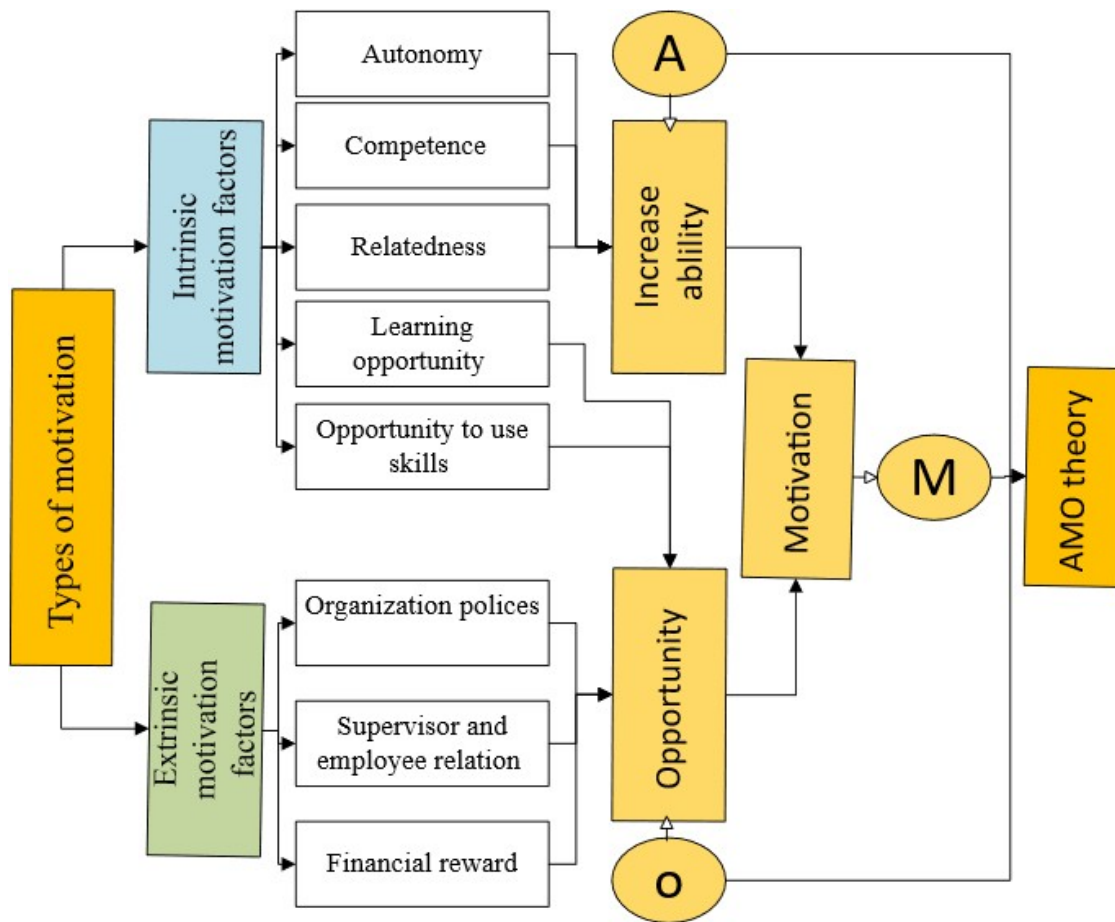 Types of motivation
Intrinsic
motivation factors
Extrinsic
motivation
factors
Autonomy
Competence
Relatedness
Learning
opportunity
Opportunity to use
skills
Organization polices
Supervisor and
employee relation
Financial reward
A
Increase
ablility
Opportunity
o
Motivation
M
AMO theory